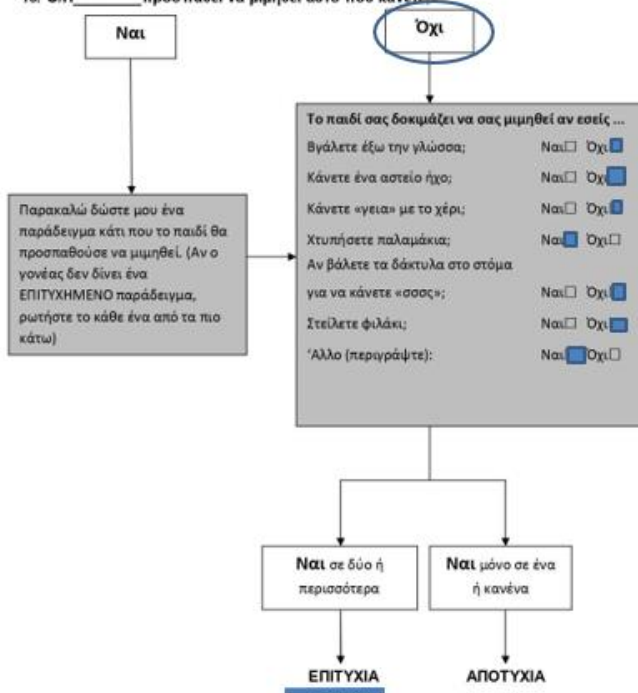 Ναι
Όχι
Το παιδί σας δοκιμάζει να σας μιμηθεί αν εσείς ...
Βγάλετε έξω την γλώσσα; Ναι☐ Όχι
Κάνετε ένα αστείο ήχο; Ναι☐ Όχι
Κάνετε «γεια» με το χέρι; Ναι☐ Όχι
Χτυπήσετε παλαμάκια; Ναι Όχι☐
Αν βάλετε τα δάκτυλα στο στόμα
για να κάνετε «σσσς»; Ναι☐ Όχι
Στείλετε φιλάκι; Ναι☐ Όχι
'Αλλο (περιγράψτε): Ναι Όχι☐
Παρακαλώ δώστε μου ένα
παράδειγμα κάτι που το παιδί θα
προσπαθούσε να μιμηθεί. (Αν ο
γονέας δεν δίνει ένα
ΕΠΙΤΥΧΗΜΕΝΟ παράδειγμα,
ρωτήστε το κάθε ένα από τα πιο
κάτω)
Ναι σε δύο ή
περισσότερα
Ναι μόνο σε ένα
ή κανένα
ΕΠΙΤΥΧΙΑ
ΑΠΟΤΥΧΙΑ